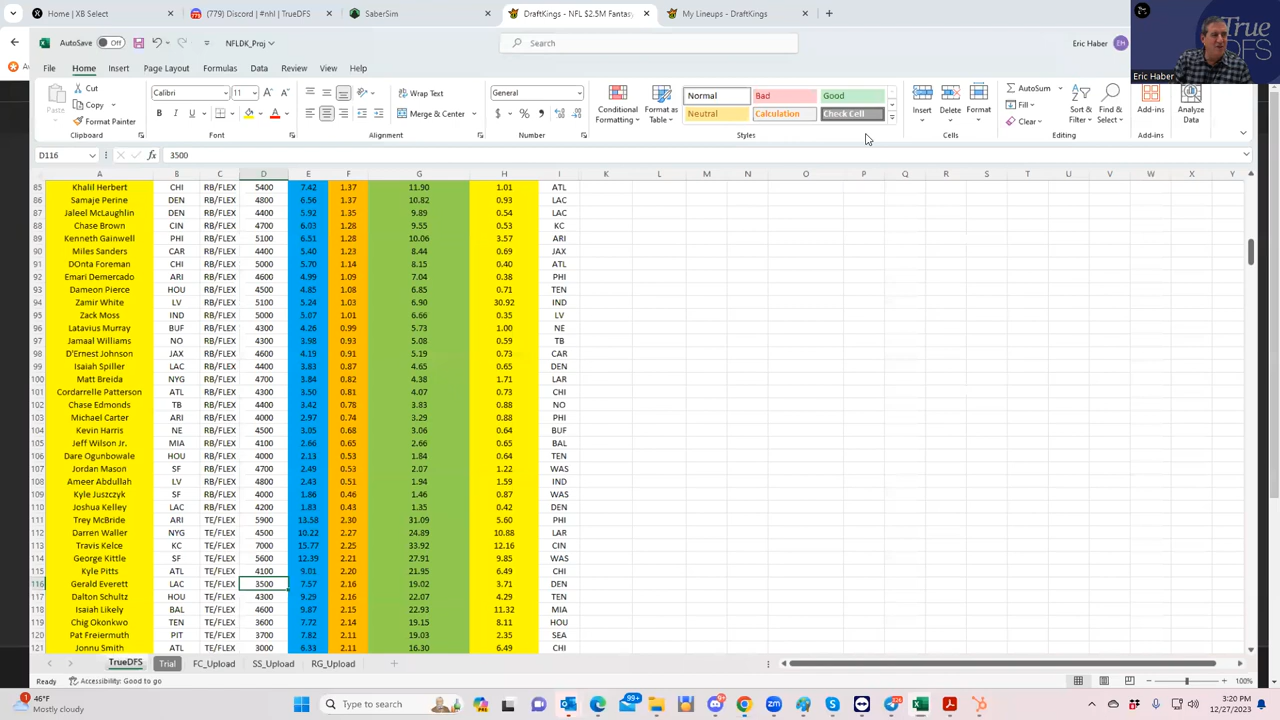 XB Select
(779) Discord | #nhl | TrueDFS
SaberSim
DraftKings - NFL $2.5M Fantasy
My Lineups - DraftKings
AutoSave Off
NFLDK_Proj
Search
Eric Haber EH
File Home Insert Page Layout Formulas Data Review View Automate Help Acrobat
Cut
Copy
Format Painter
Calibri 11
Wrap Text
Merge & Center
General
Conditional Formatting
Format as Table
Normal Bad Good
Neutral Calculation Check Cell
Insert Delete Format
AutoSum
Fill
Clear
Sort & Filter
Find & Select
Add-ins
Analyze Data
Clipboard Font Alignment Number Styles Cells Editing Add-ins
D116 3500
A B C D E F G H I K L M N O P Q R S T U V W X Y
85 Khalil Herbert CHI RB/FLEX 5400 7.42 1.37 11.90 1.01 ATL
86 Samaje Perine DEN RB/FLEX 4800 6.56 1.37 10.82 0.93 LAC
87 Jaleel McLaughlin DEN RB/FLEX 4400 5.92 1.35 9.89 0.54 LAC
88 Chase Brown CIN RB/FLEX 4800 6.03 1.28 9.55 0.53 KC
89 Kenneth Gainwell PHI RB/FLEX 5100 6.51 1.28 10.06 3.57 ARI
90 Miles Sanders CAR RB/FLEX 4400 5.40 1.23 8.44 0.69 JAX
91 DOnta Foreman CHI RB/FLEX 5000 5.70 1.14 8.15 0.40 ATL
92 Emari Demercado ARI RB/FLEX 4600 4.99 1.09 7.04 0.38 PHI
93 Dameon Pierce HOU RB/FLEX 4500 4.85 1.08 6.85 0.71 TEN
94 Zamir White LV RB/FLEX 5100 5.24 1.03 6.90 30.92 IND
95 Zack Moss IND RB/FLEX 5000 5.07 1.01 6.66 0.35 LV
96 Latavius Murray BUF RB/FLEX 4300 4.26 0.99 5.73 1.00 NE
97 Jamaal Williams NO RB/FLEX 4300 3.98 0.93 5.08 0.59 TB
98 D'Ernest Johnson JAX RB/FLEX 4600 4.19 0.91 5.19 0.73 CAR
99 Isaiah Spiller LAC RB/FLEX 4400 3.83 0.87 4.65 0.65 DEN
100 Matt Breida NYG RB/FLEX 4700 3.84 0.82 4.38 1.71 LAR
101 Cordarrelle Patterson ATL RB/FLEX 4300 3.50 0.81 4.07 0.73 CHI
102 Chase Edmonds TB RB/FLEX 4400 3.42 0.78 3.83 0.88 NO
103 Michael Carter ARI RB/FLEX 4000 2.97 0.74 3.29 0.88 PHI
104 Kevin Harris NE RB/FLEX 4500 3.05 0.68 3.06 0.64 BUF
105 Jeff Wilson Jr. MIA RB/FLEX 4100 2.66 0.65 2.66 0.65 BAL
106 Dare Ogunbowale HOU RB/FLEX 4000 2.13 0.53 1.84 0.64 TEN
107 Jordan Mason SF RB/FLEX 4700 2.49 0.53 2.07 1.22 WAS
108 Ameer Abdullah LV RB/FLEX 4800 2.43 0.51 1.94 1.59 IND
109 Kyle Juszczyk SF RB/FLEX 4000 1.86 0.46 1.46 0.87 WAS
110 Joshua Kelley LAC RB/FLEX 4200 1.83 0.43 1.35 0.42 DEN
111 Trey McBride ARI TE/FLEX 5900 13.58 2.30 31.09 5.60 PHI
112 Darren Waller NYG TE/FLEX 4500 10.22 2.27 24.89 10.88 LAR
113 Travis Kelce KC TE/FLEX 7000 15.77 2.25 33.92 12.16 CIN
114 George Kittle SF TE/FLEX 5600 12.39 2.21 27.91 9.85 WAS
115 Kyle Pitts ATL TE/FLEX 4100 9.01 2.20 21.95 6.49 CHI
116 Gerald Everett LAC TE/FLEX 3500 7.57 2.16 19.02 3.71 DEN
117 Dalton Schultz HOU TE/FLEX 4300 9.29 2.16 22.07 4.29 TEN
118 Isaiah Likely BAL TE/FLEX 4600 9.87 2.15 22.93 11.32 MIA
119 Chig Okonkwo TEN TE/FLEX 3600 7.72 2.14 19.15 8.11 HOU
120 Pat Freiermuth PIT TE/FLEX 3700 7.82 2.11 19.03 2.35 SEA
121 Jonnu Smith ATL TE/FLEX 3000 6.33 2.11 16.30 6.49 CHI
TrueDFS Trial FC_Upload SS_Upload RG_Upload
Ready Accessibility: Good to go 100%
46°F
Mostly cloudy
Type here to search
99+
3:20 PM
12/27/2023
True
DFS
Eric Haber